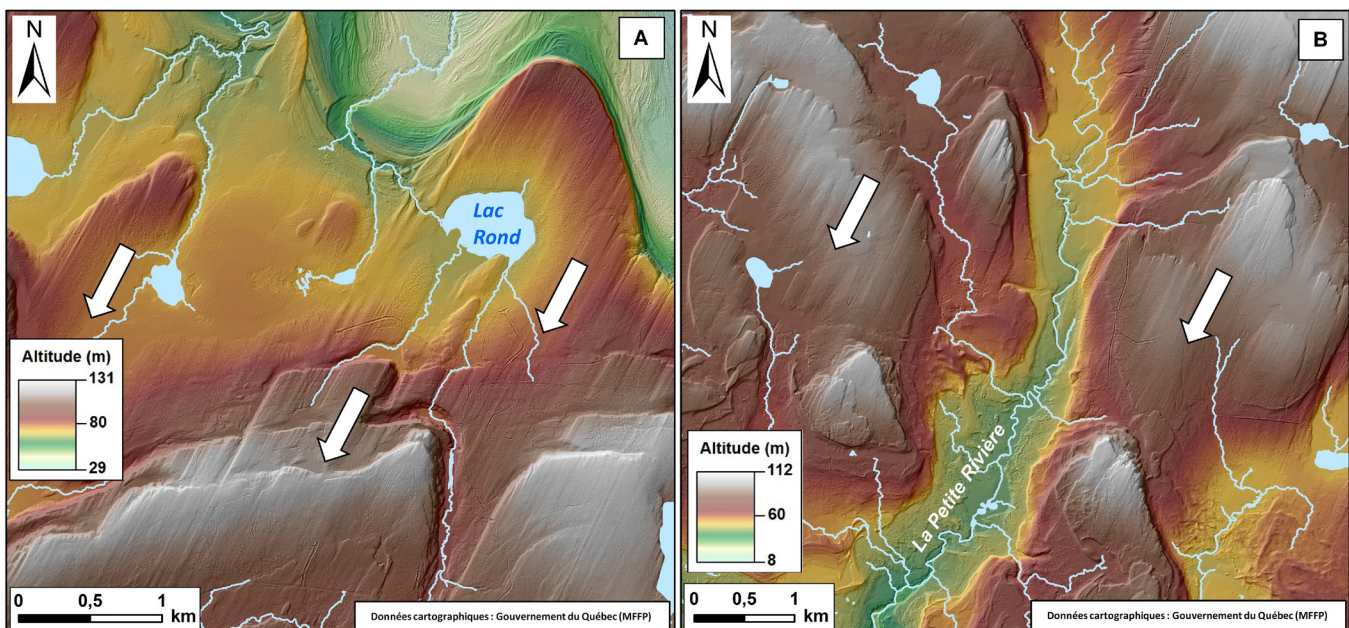 N
A
Lac
Rond
Altitude (m)
131
80
29
0 0,5 1
km
Données cartographiques : Gouvernement du Québec (MFFP)
N
B
La Petite Rivière
Altitude (m)
112
60
8
0 0,5 1
km
Données cartographiques : Gouvernement du Québec (MFFP)